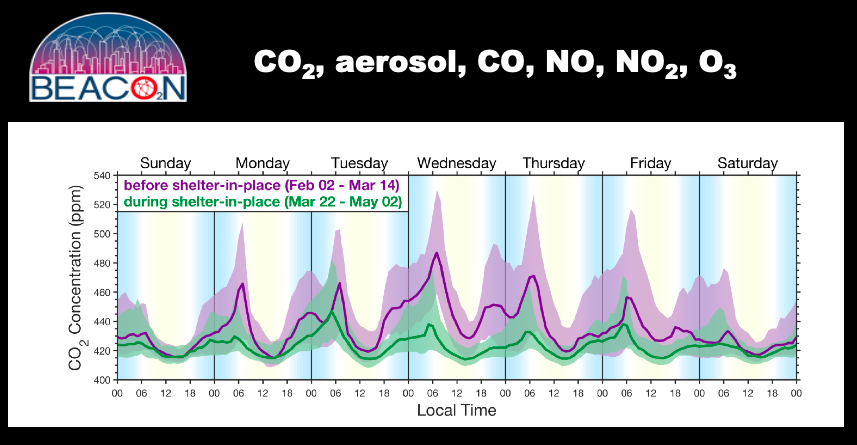 BEACO₂N
CO₂, aerosol, CO, NO, NO₂, O₃
Sunday Monday Tuesday Wednesday Thursday Friday Saturday
before shelter-in-place (Feb 02 - Mar 14)
during shelter-in-place (Mar 22 - May 02)
CO₂ Concentration (ppm)
540
520
500
480
460
440
420
400
00 06 12 18 00 06 12 18 00 06 12 18 00 06 12 18 00 06 12 18 00 06 12 18 00 06 12 18 00
Local Time